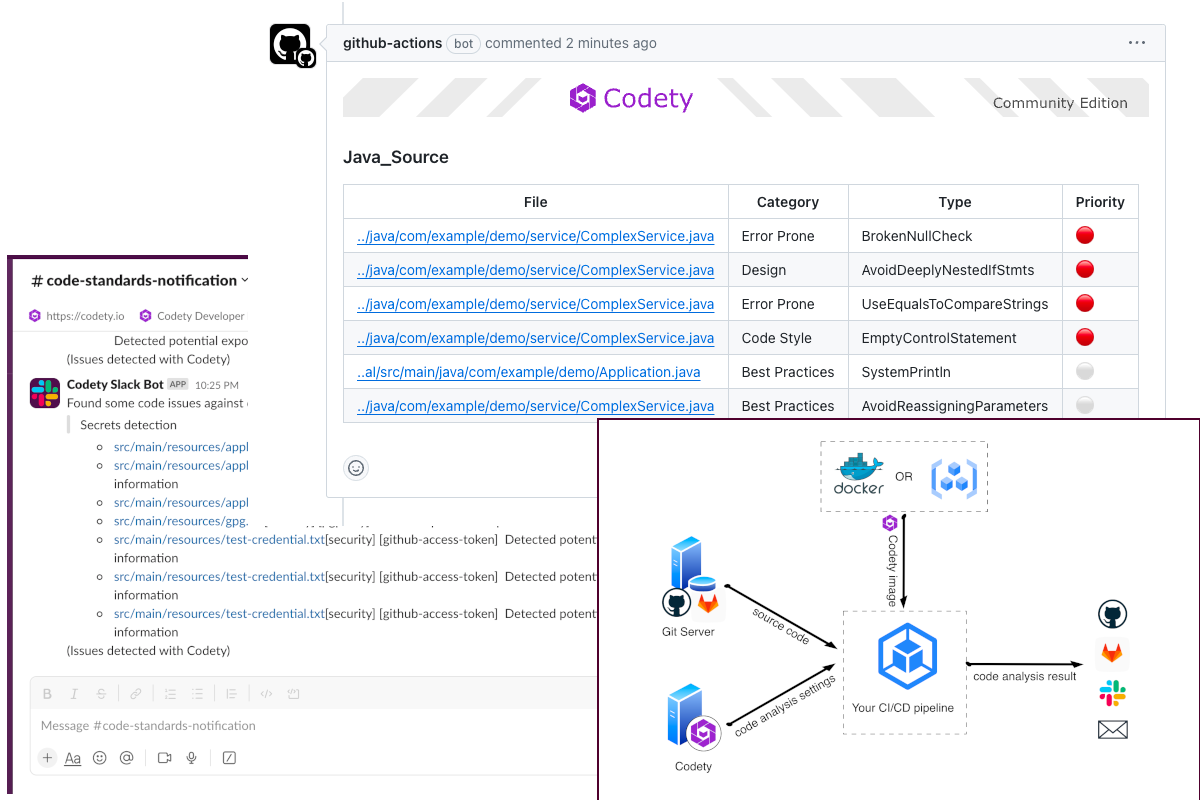 github-actions bot commented 2 minutes ago
Codety
Community Edition
Java_Source
File Category Type Priority
../java/com/example/demo/service/ComplexService.java Error Prone BrokenNullCheck
../java/com/example/demo/service/ComplexService.java Design AvoidDeeplyNestedIfStmts
../java/com/example/demo/service/ComplexService.java Error Prone UseEqualsToCompareStrings
../java/com/example/demo/service/ComplexService.java Code Style EmptyControlStatement
..al/src/main/java/com/example/demo/Application.java Best Practices SystemPrintln
../java/com/example/demo/service/ComplexService.java Best Practices AvoidReassigningParameters
# code-standards-notification
https://codety.io Codety Developer
Detected potential expo
(Issues detected with Codety)
Codety Slack Bot APP 10:25 PM
Found some code issues against
Secrets detection
src/main/resources/appl
src/main/resources/appl
information
src/main/resources/appl
src/main/resources/gpg.
src/main/resources/test-credential.txt[security] [github-access-token] Detected potent
information
src/main/resources/test-credential.txt[security] [github-access-token] Detected potent
information
src/main/resources/test-credential.txt[security] [github-access-token] Detected potent
information
(Issues detected with Codety)
B I S
Message #code-standards-notification
+ Aa
docker OR
Codety image
Git Server
source code
Your CI/CD pipeline
code analysis result
code analysis settings
Codety